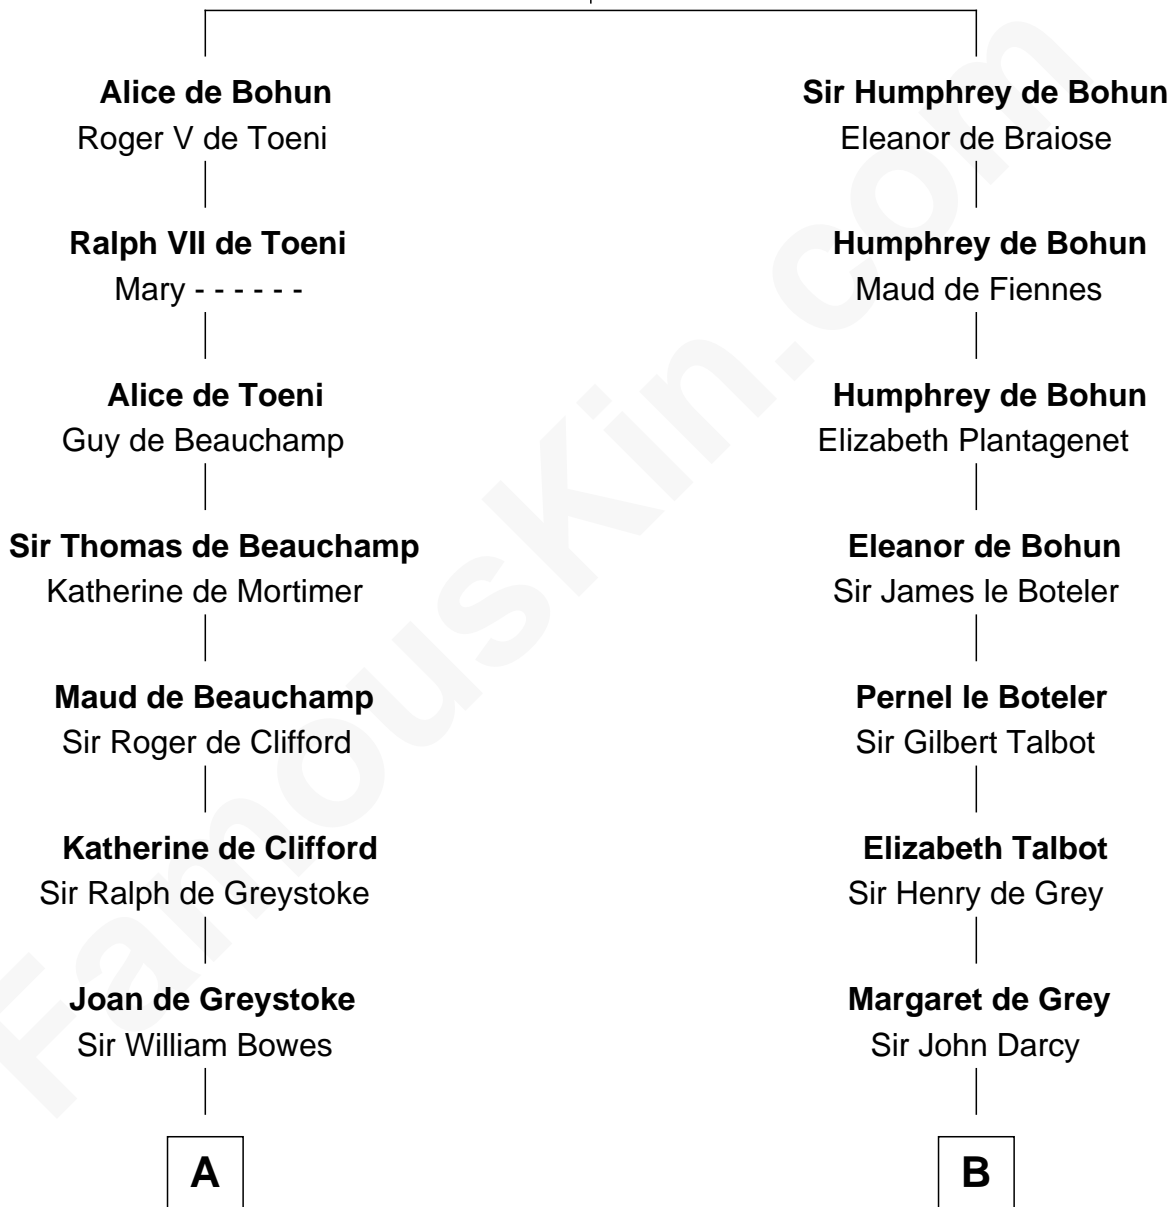 Alice de Bohun
Roger V de Toeni
Ralph VII de Toeni
Mary - - - - - -
Alice de Toeni
Guy de Beauchamp
Sir Thomas de Beauchamp
Katherine de Mortimer
Maud de Beauchamp
Sir Roger de Clifford
Katherine de Clifford
Sir Ralph de Greystoke
Joan de Greystoke
Sir William Bowes
A
Sir Humphrey de Bohun
Eleanor de Braiose
Humphrey de Bohun
Maud de Fiennes
Humphrey de Bohun
Elizabeth Plantagenet
Eleanor de Bohun
Sir James le Boteler
Pernel le Boteler
Sir Gilbert Talbot
Elizabeth Talbot
Sir Henry de Grey
Margaret de Grey
Sir John Darcy
B
FamousKin.com